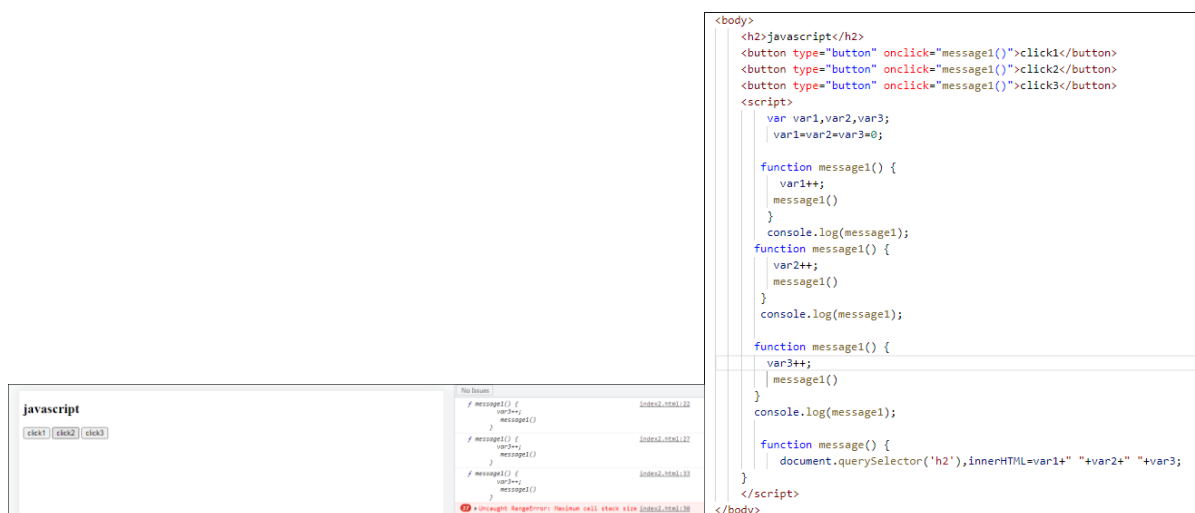 <body>
<h2>javascript</h2>
<button type="button" onclick="message1()">click1</button>
<button type="button" onclick="message1()">click2</button>
<button type="button" onclick="message1()">click3</button>
<script>
var var1,var2,var3;
var1=var2=var3=0;
function message1() {
var1++;
message1()
}
console.log(message1);
function message1() {
var2++;
message1()
}
console.log(message1);
function message1() {
var3++;
message1()
}
console.log(message1);
function message() {
document.querySelector('h2'),innerHTML=var1+" "+var2+" "+var3;
}
</script>
</body>
javascript
click1 click2 click3
No Issues
ƒ message1() { index2.html:22
var3++;
message1()
}
ƒ message1() { index2.html:27
var3++;
message1()
}
ƒ message1() { index2.html:33
var3++;
message1()
}
Uncaught RangeError: Maximum call stack size index2.html:30